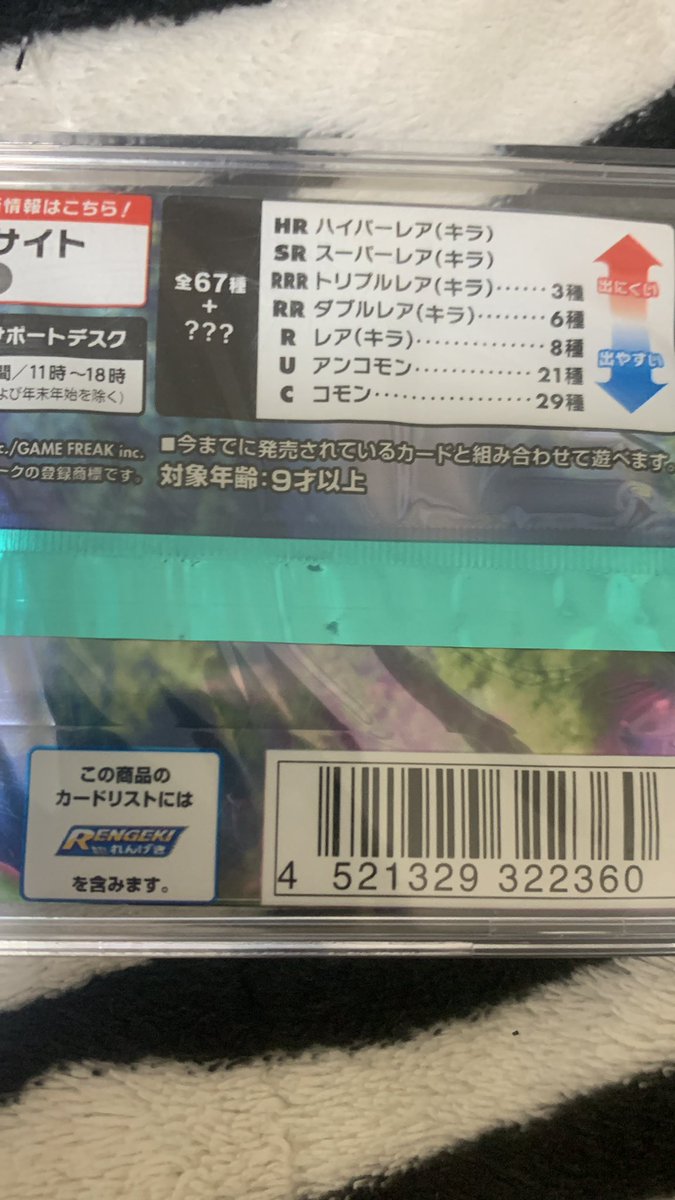 情報はこちら!
サイト
サポートデスク
間/11時~18時
および年末年始を除く)
全67種
+
???
HR ハイパーレア(キラ)
SR スーパーレア(キラ)
RRR トリプルレア(キラ)‥‥‥3種
RR ダブルレア(キラ)‥‥‥‥6種
R レア(キラ)‥‥‥‥‥‥‥8種
U アンコモン‥‥‥‥‥‥21種
C コモン‥‥‥‥‥‥‥‥29種
出にくい
出やすい
c./GAME FREAK inc.
ークの登録商標です。
■今までに発売されているカードと組み合わせて遊べます。
対象年齢:9才以上
この商品の
カードリストには
RENGEKI
れんげき
を含みます。
4 521329 322360